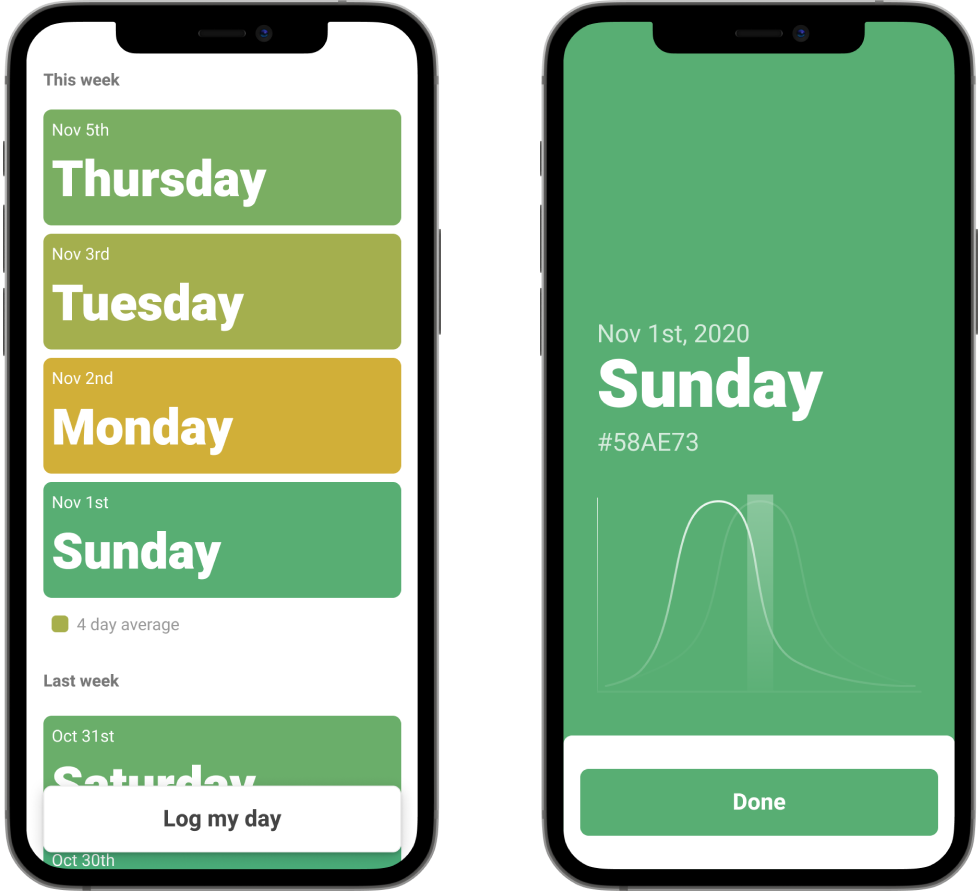 This week
Nov 5th
Thursday
Nov 3rd
Tuesday
Nov 2nd
Monday
Nov 1st
Sunday
4 day average
Last week
Oct 31st
Saturday
Log my day
Oct 30th
Nov 1st, 2020
Sunday
#58AE73
Done